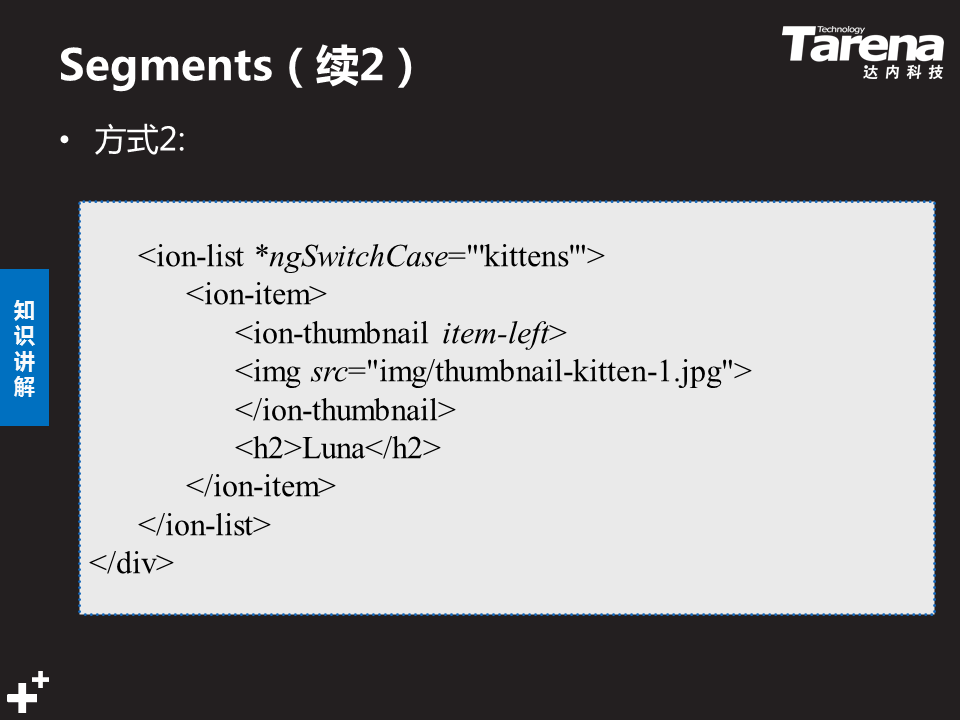 Segments（续2）
Technology
Tarena
达内科技
• 方式2:
知识讲解
<ion-list *ngSwitchCase="'kittens'">
<ion-item>
<ion-thumbnail item-left>
<img src="img/thumbnail-kitten-1.jpg">
</ion-thumbnail>
<h2>Luna</h2>
</ion-item>
</ion-list>
</div>